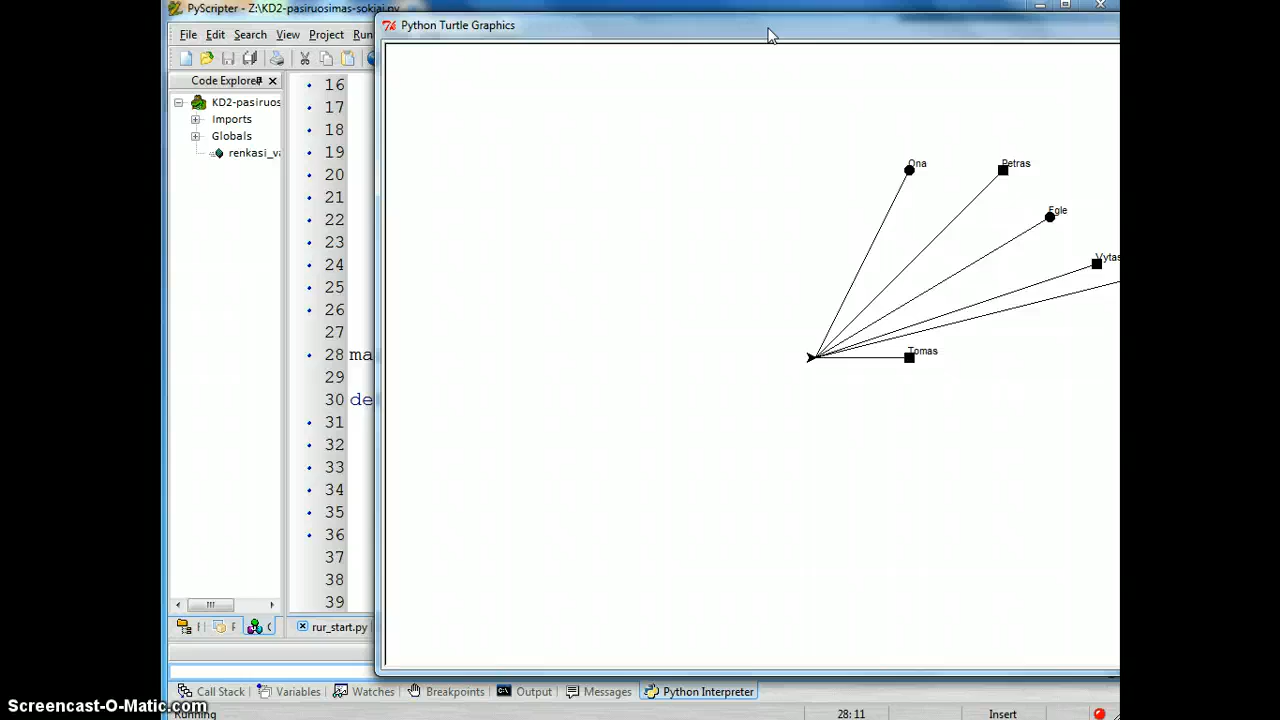 PyScripter - Z:\KD2-pasiruosimas-sokiai.py
Python Turtle Graphics
File Edit Search View Project Run
Code Explorer
KD2-pasiruos
Imports
Globals
renkasi_va
16
17
18
19
20
21
22
23
24
25
26
27
28 ma
29
30 de
31
32
33
34
35
36
37
38
39
Ona
Petras
Egle
Vytas
Tomas
rur_start.py
Call Stack Variables Watches Breakpoints Output Messages Python Interpreter
Running 28: 11 Insert
Screencast-O-Matic.com